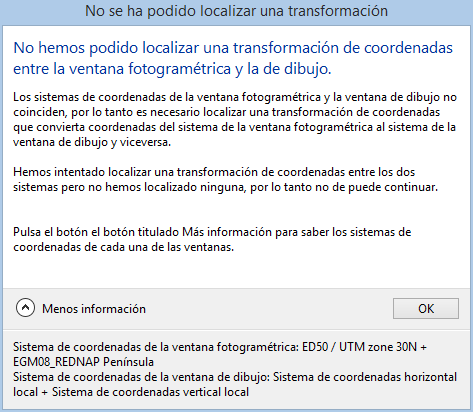 No se ha podido localizar una transformación
No hemos podido localizar una transformación de coordenadas
entre la ventana fotogramétrica y la de dibujo.
Los sistemas de coordenadas de la ventana fotogramétrica y la ventana de dibujo no
coinciden, por lo tanto es necesario localizar una transformación de coordenadas
que convierta coordenadas del sistema de la ventana fotogramétrica al sistema de la
ventana de dibujo y viceversa.
Hemos intentado localizar una transformación de coordenadas entre los dos
sistemas pero no hemos localizado ninguna, por lo tanto no de puede continuar.
Pulsa el botón el botón titulado Más información para saber los sistemas de
coordenadas de cada una de las ventanas.
Menos información
OK
Sistema de coordenadas de la ventana fotogramétrica: ED50 / UTM zone 30N +
EGM08_REDNAP Península
Sistema de coordenadas de la ventana de dibujo: Sistema de coordenadas horizontal
local + Sistema de coordenadas vertical local